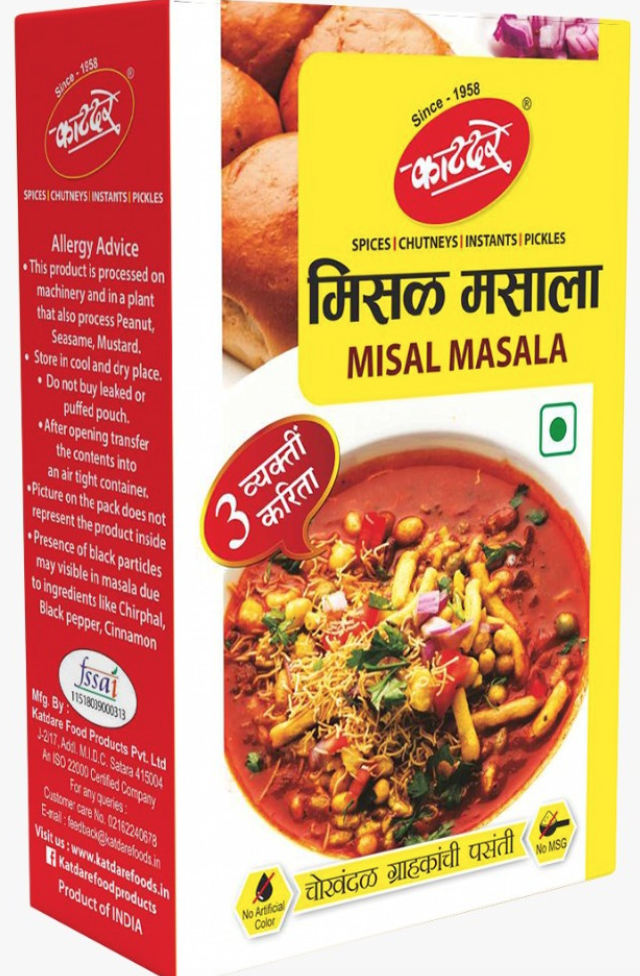 Since - 1958
काटदरे
®
SPICES | CHUTNEYS | INSTANTS | PICKLES
Allergy Advice
• This product is processed on
machinery and in a plant
that also process Peanut,
Seasame, Mustard.
• Store in cool and dry place.
• Do not buy leaked or
puffed pouch.
• After opening transfer
the contents into
an air tight container.
• Picture on the pack does not
represent the product inside
• Presence of black particles
may visible in masala due
to ingredients like Chirphal,
Black pepper, Cinnamon
fssai
11518039000313
Mfg. By :
Katdare Food Products Pvt. Ltd
J-2/17, Addl. M.I.D.C. Satara 415004
An ISO 22000 Certified Company
For any queries :
Customer care No. 02162240678
E-mail : feedback@katdarefoods.in
Visit us : www.katdarefoods.in
Katdarefoodproducts
Product of INDIA
Since - 1958
काटदरे
®
SPICES | CHUTNEYS | INSTANTS | PICKLES
मिसळ मसाला
MISAL MASALA
3 व्यक्तीं
करिता
No Artificial
Color
चोखंदळ ग्राहकांची पसंती
No MSG